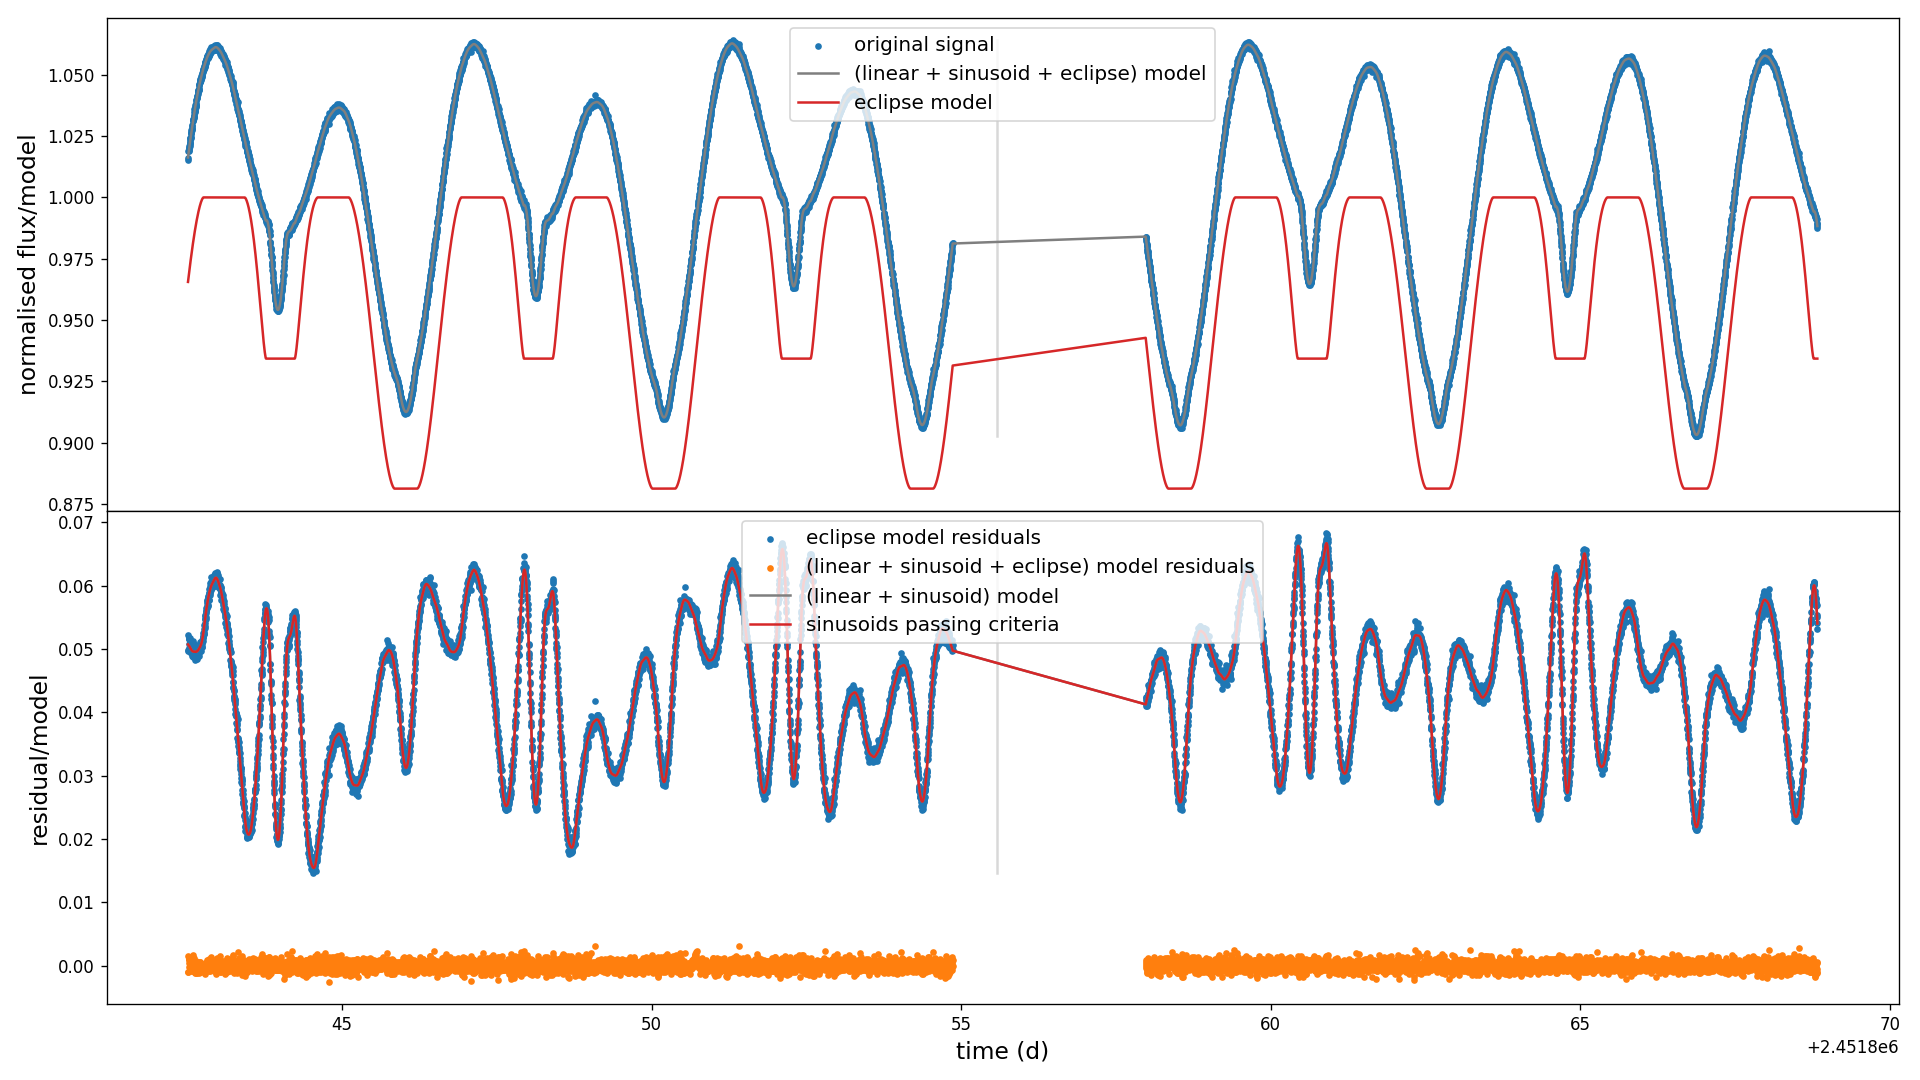 original signal
(linear + sinusoid + eclipse) model
eclipse model
normalised flux/model
1.050
1.025
1.000
0.975
0.950
0.925
0.900
0.875
eclipse model residuals
(linear + sinusoid + eclipse) model residuals
(linear + sinusoid) model
sinusoids passing criteria
residual/model
0.07
0.06
0.05
0.04
0.03
0.02
0.01
0.00
45 50 55 60 65 70
time (d)
+2.4518e6